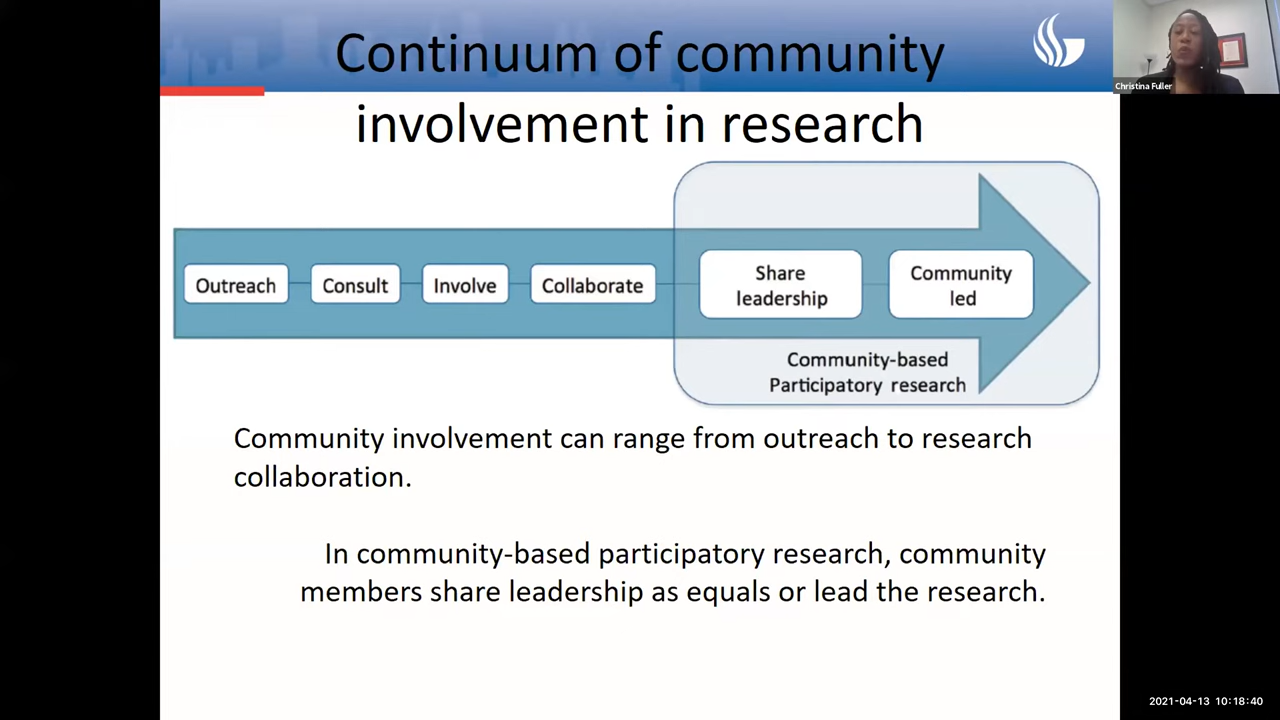 Continuum of community
involvement in research
Christina Fuller
Outreach
Consult
Involve
Collaborate
Share
leadership
Community
led
Community-based
Participatory research
Community involvement can range from outreach to research
collaboration.
In community-based participatory research, community
members share leadership as equals or lead the research.
2021-04-13 10:18:40